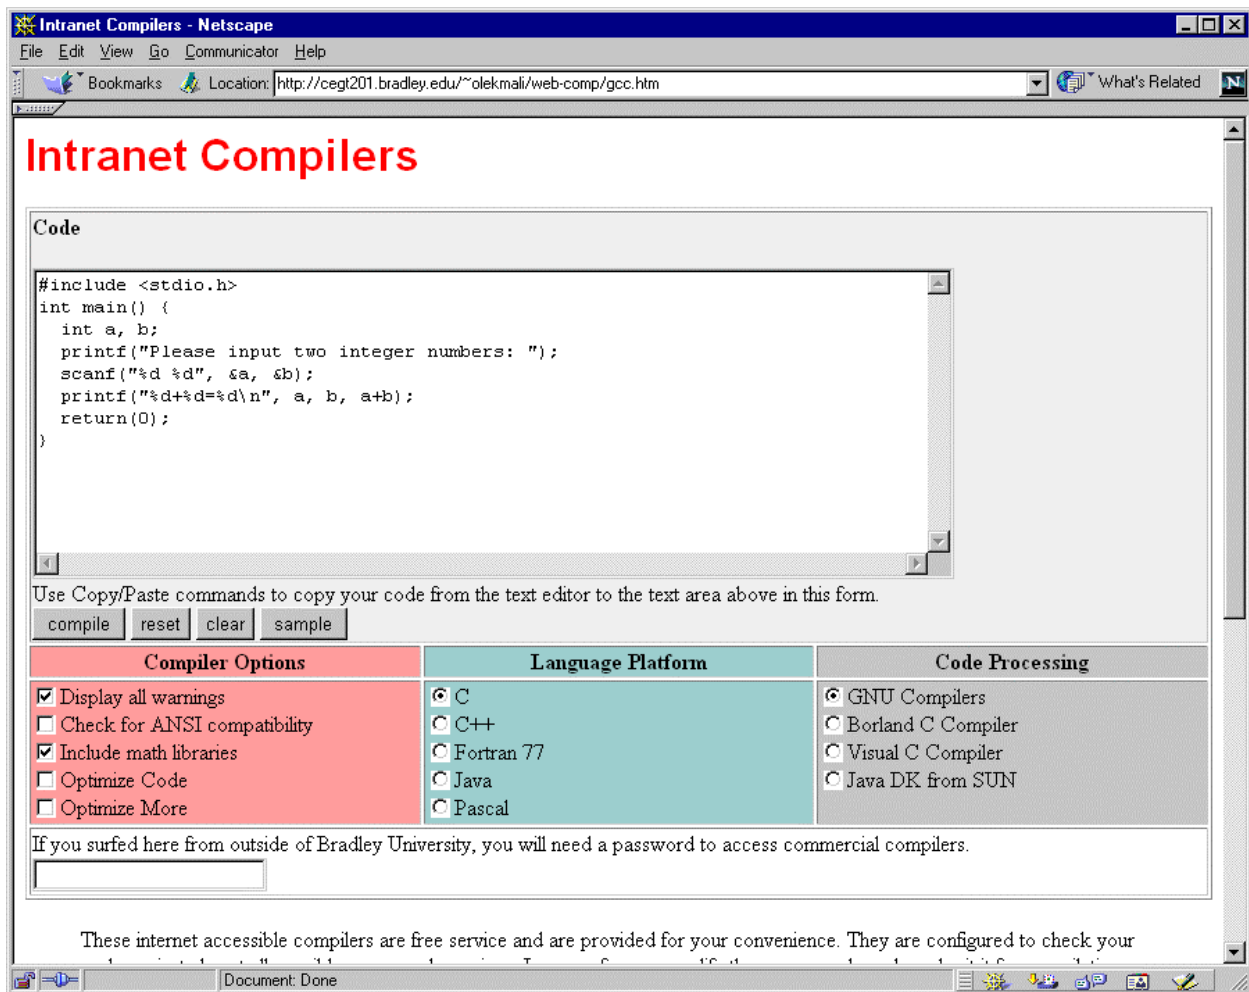 Intranet Compilers - Netscape
File Edit View Go Communicator Help
Bookmarks Location: http://cegt201.bradley.edu/~olekmali/web-comp/gcc.htm What's Related N
Intranet Compilers
Code
#include <stdio.h>
int main() {
  int a, b;
  printf("Please input two integer numbers: ");
  scanf("%d %d", &a, &b);
  printf("%d+%d=%d\n", a, b, a+b);
  return(0);
}
Use Copy/Paste commands to copy your code from the text editor to the text area above in this form.
compile reset clear sample
Compiler Options Language Platform Code Processing
Display all warnings C GNU Compilers
Check for ANSI compatibility C++ Borland C Compiler
Include math libraries Fortran 77 Visual C Compiler
Optimize Code Java Java DK from SUN
Optimize More Pascal
If you surfed here from outside of Bradley University, you will need a password to access commercial compilers.
These internet accessible compilers are free service and are provided for your convenience. They are configured to check your
Document: Done